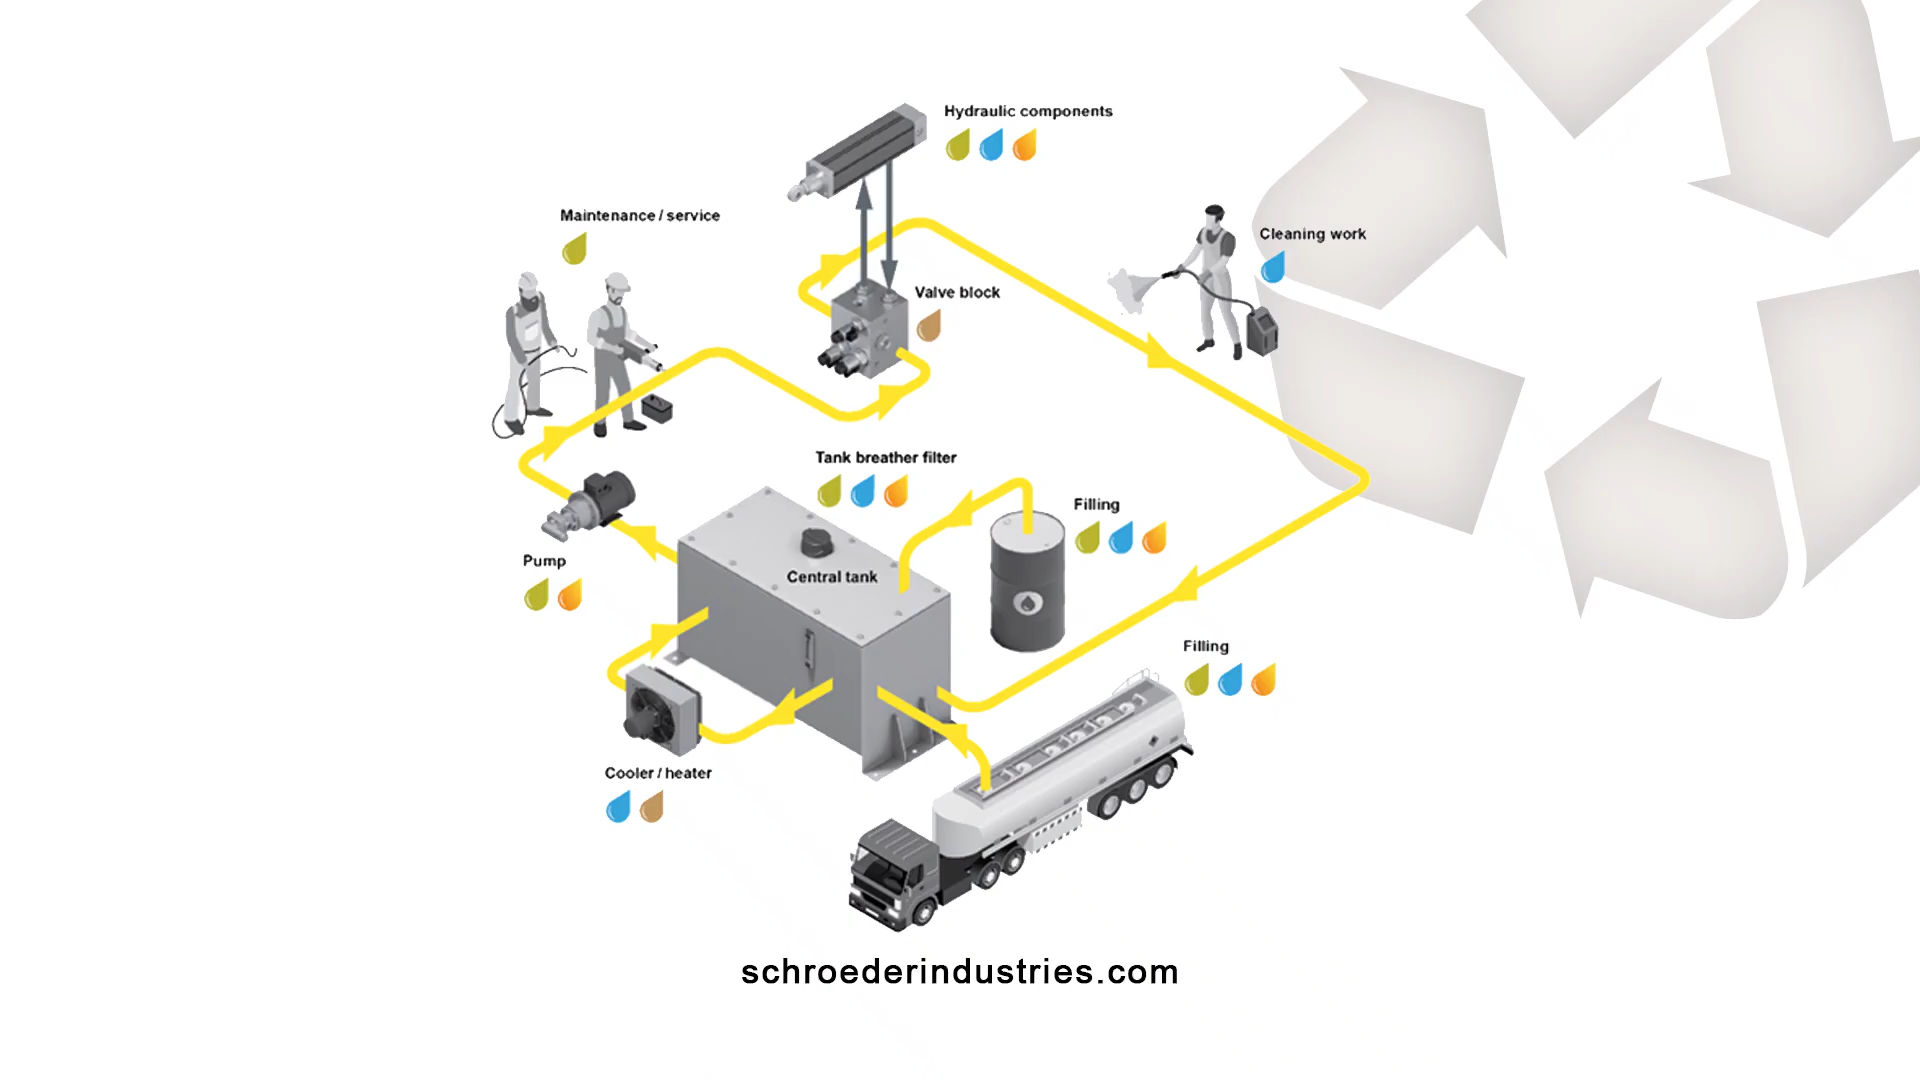 Hydraulic components
Maintenance / service
Cleaning work
Valve block
Tank breather filter
Filling
Pump
Central tank
Filling
Cooler / heater
schroederindustries.com